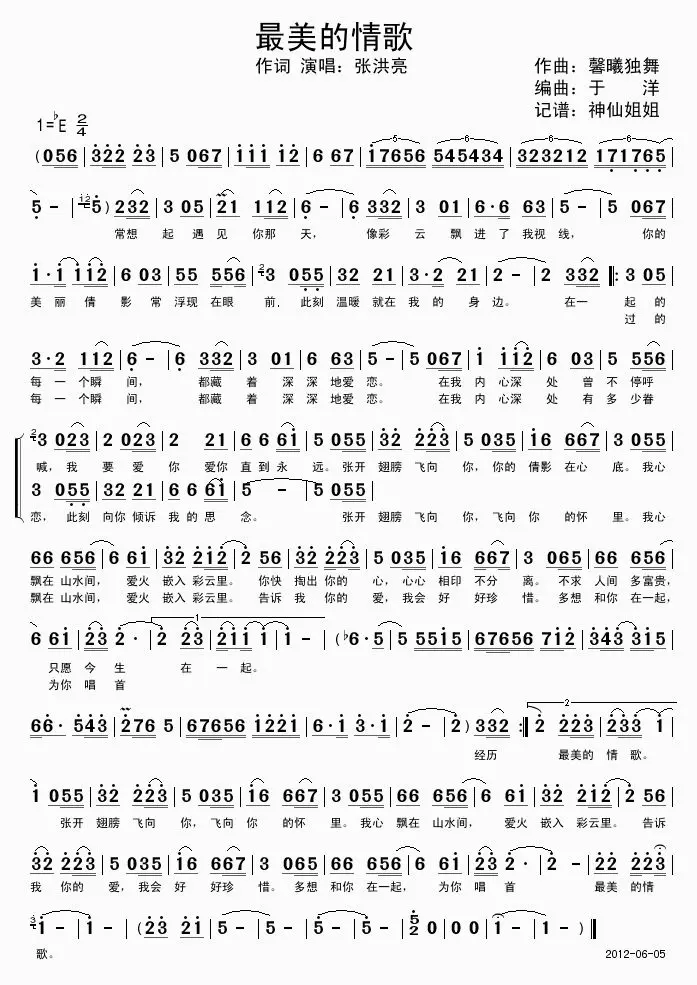 最美的情歌
作词 演唱：张洪亮
作曲：馨曦独舞
编曲：于 洋
记谱：神仙姐姐
1=♭E 2/4
(056 | 322 23 | 5 067 | 111 12 | 6 67 | 17656 545434 | 323212 171765 |
5 - | 5) 232 | 3 05 | 21 112 | 6 - | 6 332 | 3 01 | 6·6 63 | 5 - | 5 067 |
常想 起 遇 见 你那 天， 像彩 云 飘 进 了 我视 线， 你的
1·1 112 | 6 03 | 55 556 | 3 055 | 32 21 | 3·2 21 | 2 - | 2 332 ‖: 3 05 |
美 丽 倩 影 常 浮现 在眼 前，此刻 温暖 就在 我 的 身 边。 在一 起 的
过 的
3·2 112 | 6 - | 6 332 | 3 01 | 6 63 | 5 - | 5 067 | 1 112 | 6 03 | 5 556 |
每 一 个瞬 间， 都藏 着 深 深 地爱 恋。 在我 内 心深 处 曾 不 停呼
每 一 个瞬 间， 都藏 着 深 深 地爱 恋。 在我 内 心深 处 有 多 少眷
3 023 | 2 023 | 2 21 | 6 6 61 | 5 055 | 32 223 | 5 035 | 16 667 | 3 055 |
喊，我 要 爱 你 爱你 直 到 永 远。张开 翅膀 飞向 你，你的 倩影 在心 底。我心
3 055 | 32 21 | 6 6 61 | 5 - | 5 055 |
恋，此刻 向你 倾诉 我 的 思 念。 张开 翅膀 飞向 你，飞向 你 的怀 里。我心
66 656 | 6 61 | 32 212 | 2 56 | 32 223 | 5 035 | 16 667 | 3 065 | 66 656 |
飘在 山水间， 爱火 嵌入 彩云里。 你快 掏出 你的 心，心心 相印 不分 离。不求 人间 多富贵，
飘在 山水间， 爱火 嵌入 彩云里。 告诉 我 你的 爱，我会 好 好珍 惜。多想 和你 在一起，
6 61 | 23 2· | 2 23 | 211 1 | 1 - | (♭6·5 | 5 5515 | 67656 712 | 343 315 |
只愿 今 生 在 一 起。
为你 唱 首
66· 543 | 2765 5 | 67656 1221 | 6·1 3·1 | 2 - | 2) 332 :‖ 2 223 | 233 1 |
经历 最美的 情 歌。
1 055 | 32 223 | 5 035 | 16 667 | 3 055 | 66 656 | 6 61 | 32 212 | 2 56 |
张开 翅膀 飞向 你，飞向 你 的怀 里。我心 飘在 山水间， 爱火 嵌入 彩云里。 告诉
32 223 | 5 035 | 16 667 | 3 065 | 66 656 | 6 61 | 23 2· | 2 - | 22 223 |
我 你的 爱，我会 好 好珍 惜。多想 和你 在一起， 为你 唱 首 最美 的情
1 - | 1 - | (23 21 | 5 - | 5 - | 5 - | 5 - | 0 0 | 0 0 ) ‖
歌。
2012-06-05